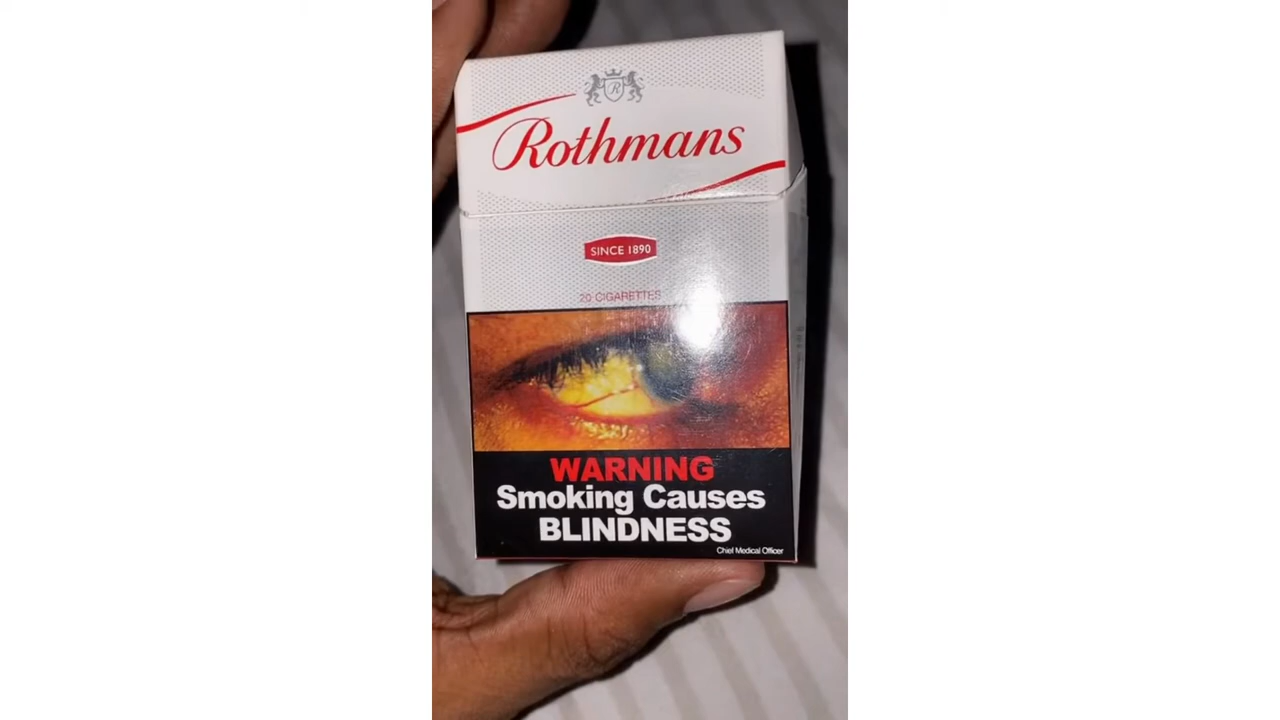 R
Rothmans
SINCE 1890
20 CIGARETTES
WARNING
Smoking Causes
BLINDNESS
Chief Medical Officer